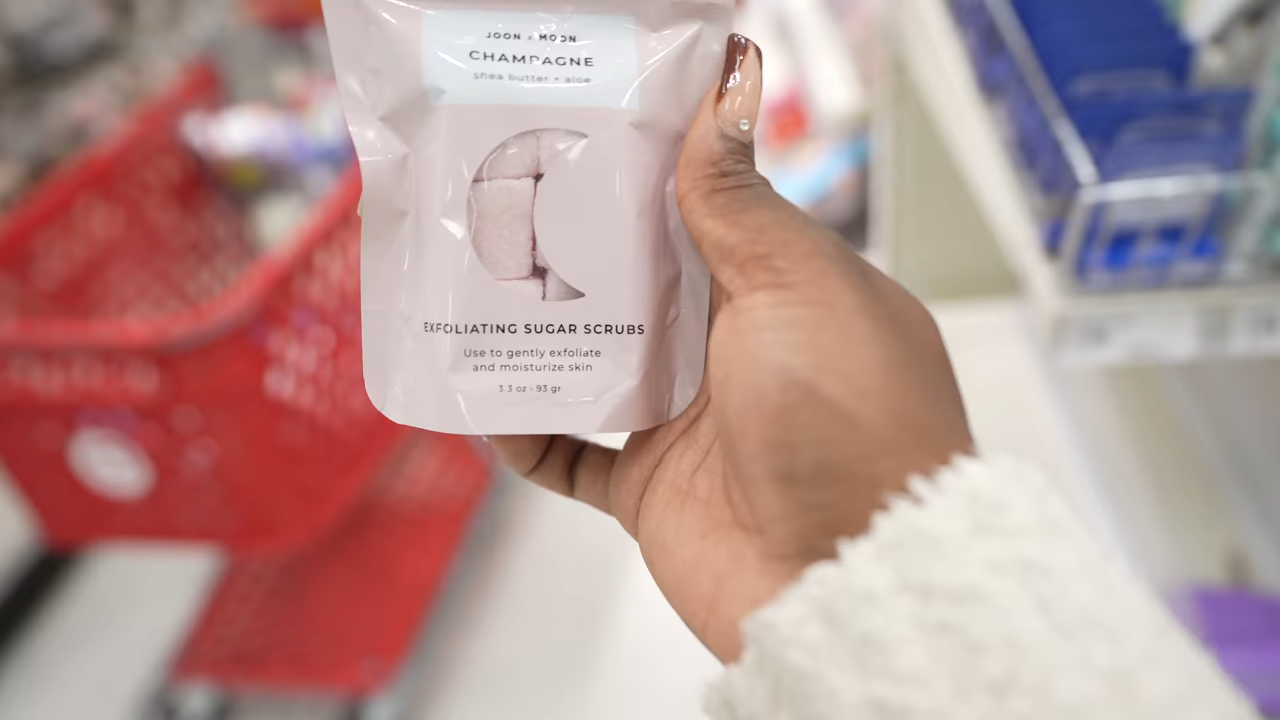 JOON x MOON
CHAMPAGNE
shea butter + aloe
EXFOLIATING SUGAR SCRUBS
Use to gently exfoliate
and moisturize skin
3.3 oz - 93 gr